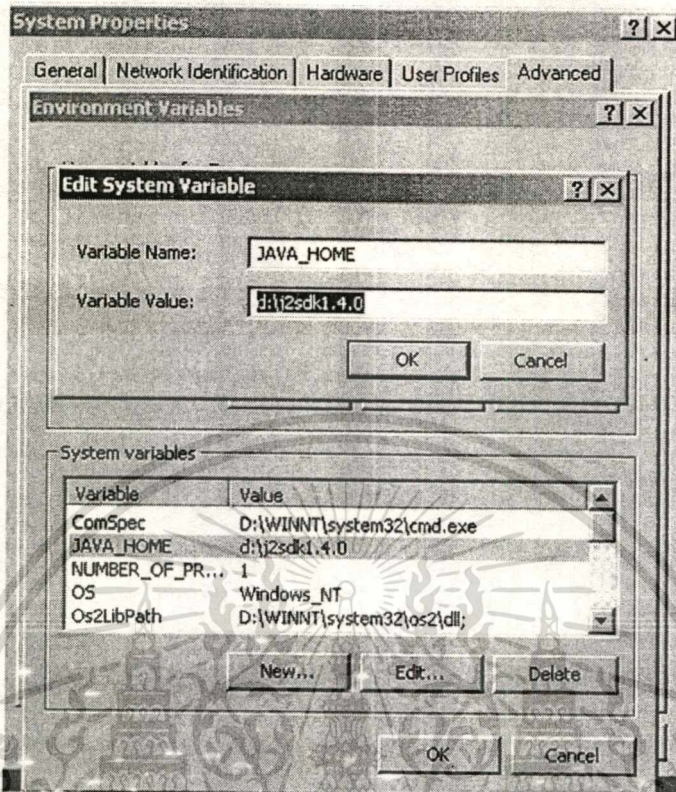 System Properties
General Network Identification Hardware User Profiles Advanced
Environment Variables
Edit System Variable
Variable Name: JAVA_HOME
Variable Value: d:\j2sdk1.4.0
OK Cancel
System variables
Variable Value
ComSpec D:\WINNT\system32\cmd.exe
JAVA_HOME d:\j2sdk1.4.0
NUMBER_OF_PR... 1
OS Windows_NT
Os2LibPath D:\WINNT\system32\os2\dll;
New... Edit... Delete
OK Cancel